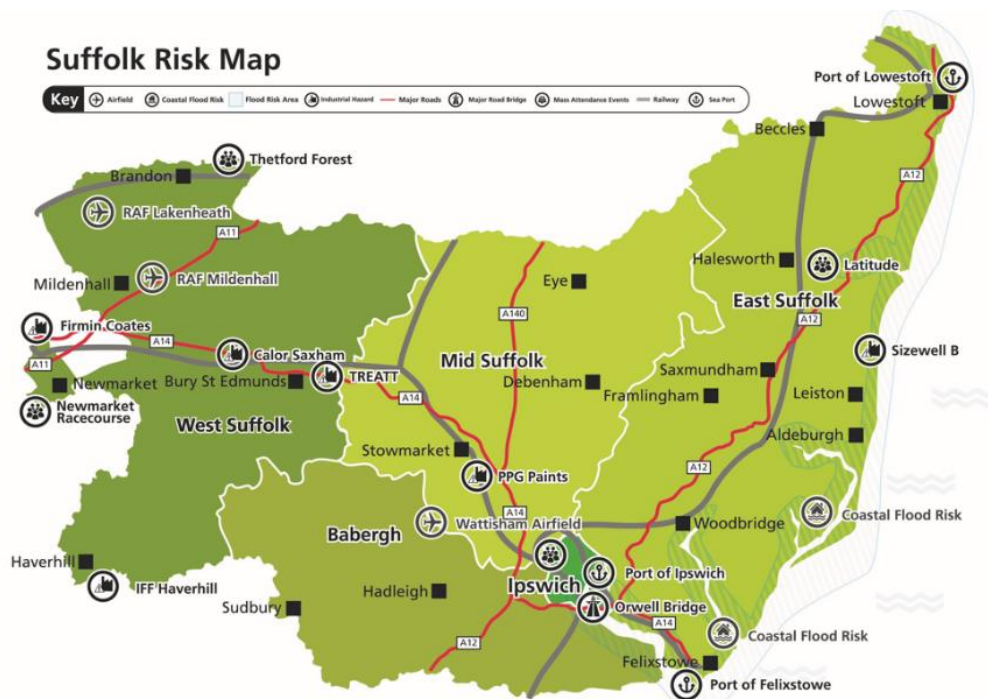 Suffolk Risk Map
Key Airfield Coastal Flood Risk Flood Risk Area Industrial Hazard Major Roads Major Road Bridge Mass Attendance Events Railway Sea Port
Port of Lowestoft
Lowestoft
Beccles
Thetford Forest
Brandon
A12
RAF Lakenheath
A11
Halesworth
Latitude
RAF Mildenhall
Mildenhall
Eye
East Suffolk
A140
A12
Firmin Coates
A14
Calor Saxham
Mid Suffolk
Sizewell B
A11
Newmarket
Bury St Edmunds
TREATT
Debenham
Saxmundham
Framlingham
Leiston
A14
Newmarket
Racecourse
West Suffolk
Aldeburgh
Stowmarket
A12
PPG Paints
A14
Coastal Flood Risk
Babergh
Wattisham Airfield
Woodbridge
Haverhill
IFF Haverhill
Ipswich
Port of Ipswich
Hadleigh
Sudbury
Orwell Bridge
A14
A12
Coastal Flood Risk
Felixstowe
Port of Felixstowe